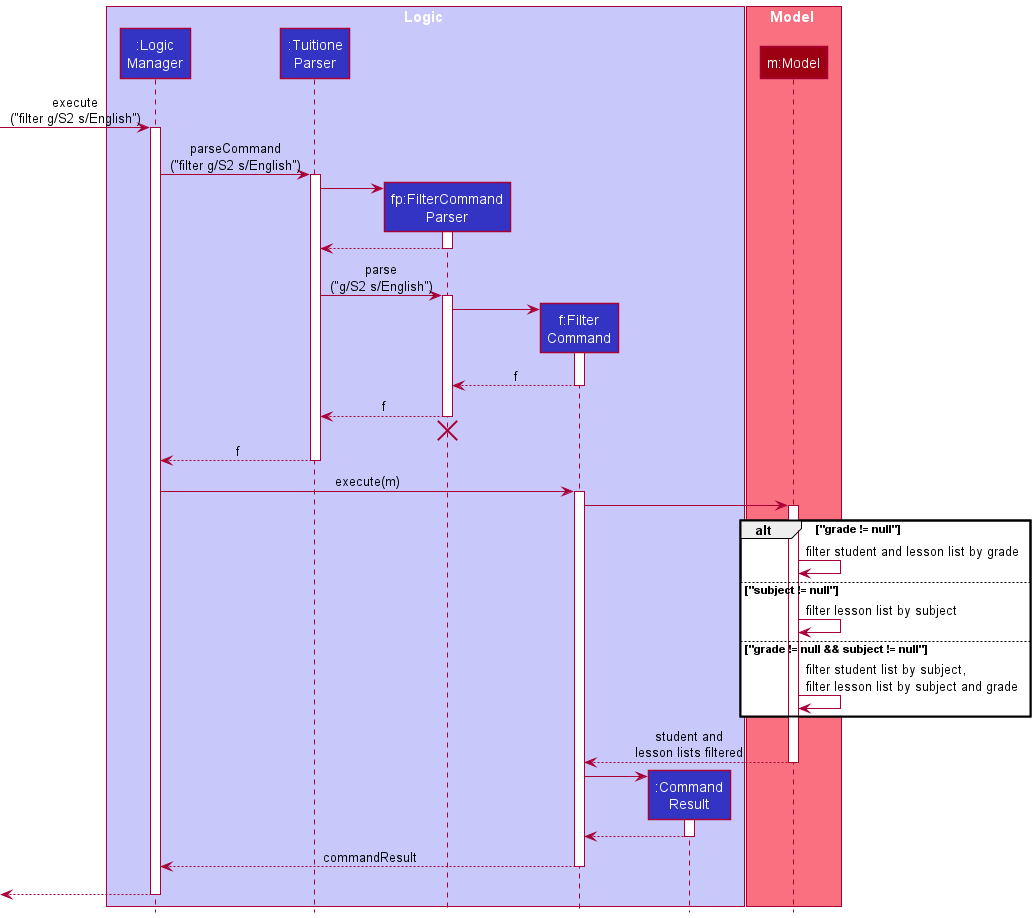 Logic
Model
:Logic
Manager
:Tuitione
Parser
m:Model
execute
("filter g/S2 s/English")
parseCommand
("filter g/S2 s/English")
fp:FilterCommand
Parser
parse
("g/S2 s/English")
f:Filter
Command
f
f
f
execute(m)
alt
["grade != null"]
filter student and lesson list by grade
["subject != null"]
filter lesson list by subject
["grade != null && subject != null"]
filter student list by subject,
filter lesson list by subject and grade
student and
lesson lists filtered
:Command
Result
commandResult